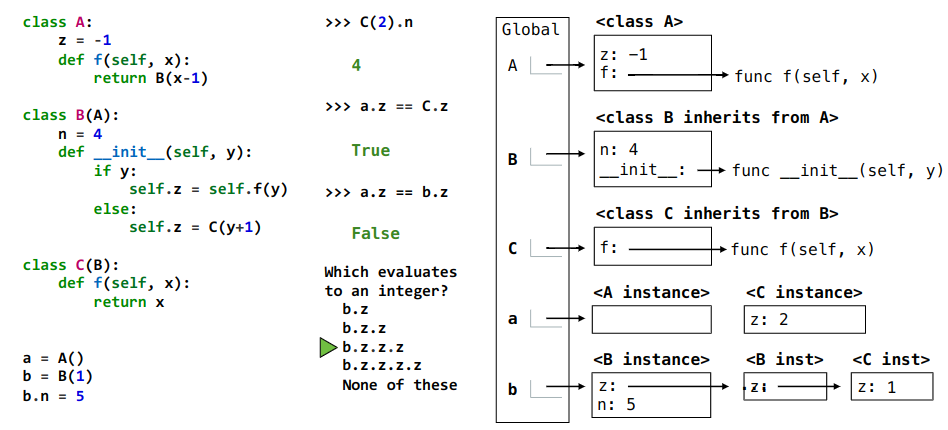 class A:
    z = -1
    def f(self, x):
        return B(x-1)
class B(A):
    n = 4
    def __init__(self, y):
        if y:
            self.z = self.f(y)
        else:
            self.z = C(y+1)
class C(B):
    def f(self, x):
        return x
a = A()
b = B(1)
b.n = 5
>>> C(2).n
4
>>> a.z == C.z
True
>>> a.z == b.z
False
Which evaluates
to an integer?
b.z
b.z.z
b.z.z.z
b.z.z.z.z
None of these
Global
A
B
C
a
b
<class A>
z: −1
f:
func f(self, x)
<class B inherits from A>
n: 4
__init__:
func __init__(self, y)
<class C inherits from B>
f:
func f(self, x)
<A instance>
<C instance>
z: 2
<B instance>
<B inst>
<C inst>
z:
n: 5
z:
z: 1